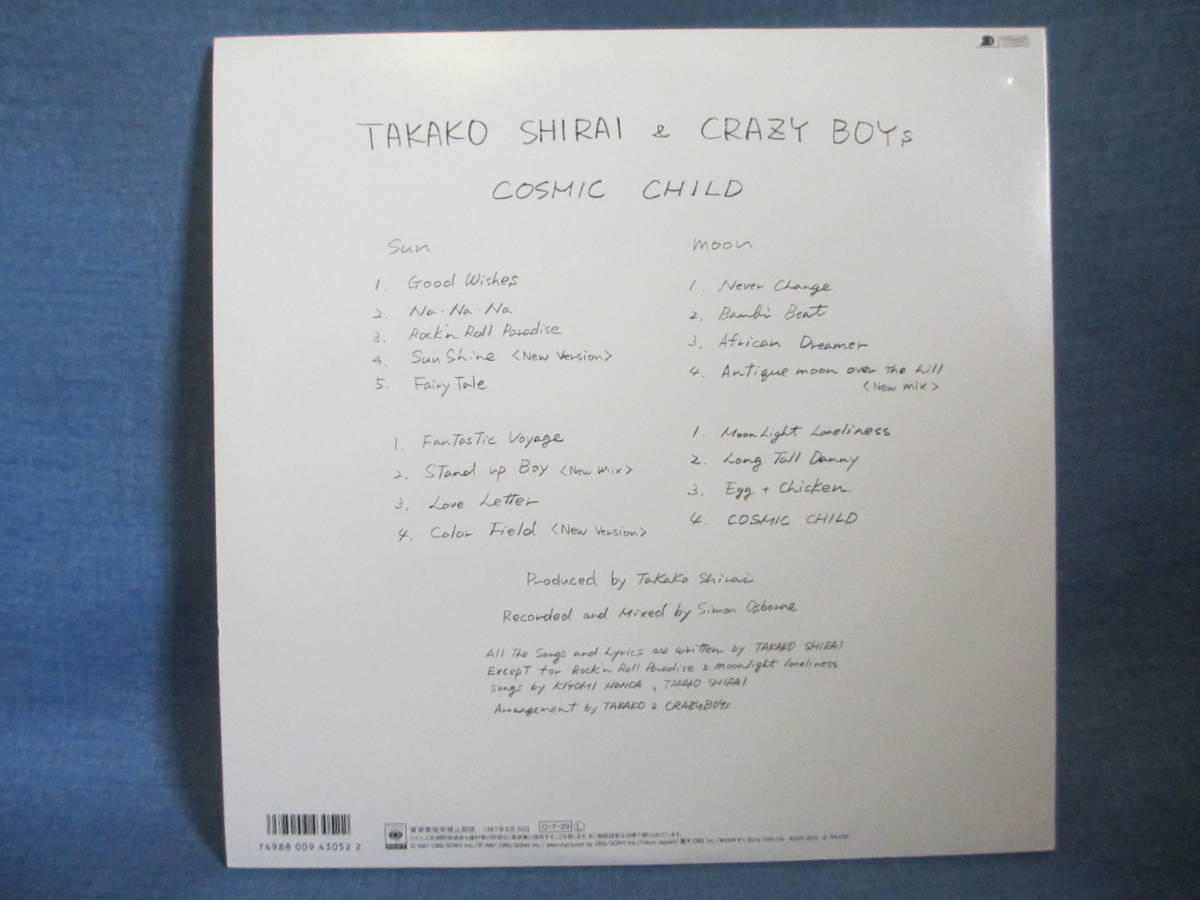 TAKAKO SHIRAI & CRAZY BOYs
COSMIC CHILD
Sun
1. Good Wishes
2. Na・Na・Na
3. Rock'n Roll Paradise
4. Sun Shine <New Version>
5. Fairy Tale
1. FanTasTic Voyage
2. STand up Boy <New Mix>
3. Love Letter
4. Color Field <New Version>
moon
1. Never Change
2. Bambi Beat
3. African Dreamer
4. Antique moon over The hill
<New mix>
1. MoonLight Loneliness
2. Long Tall Danny
3. Egg + Chicken
4. COSMIC CHILD
Produced by TaKaKo Shirai
Recorded and Mixed by Simon Osborne
All The Songs and Lyrics are written by TAKAKO SHIRAI
ExcepT for Rock'n Roll Paradise & moonlight loneliness
songs by KIYOMI HONDA, TAKAKO SHIRAI
ArrangemenT by TAKAKO & CRAZYBOYs
T4988 009 43052 2
SONY
O-7-29 L